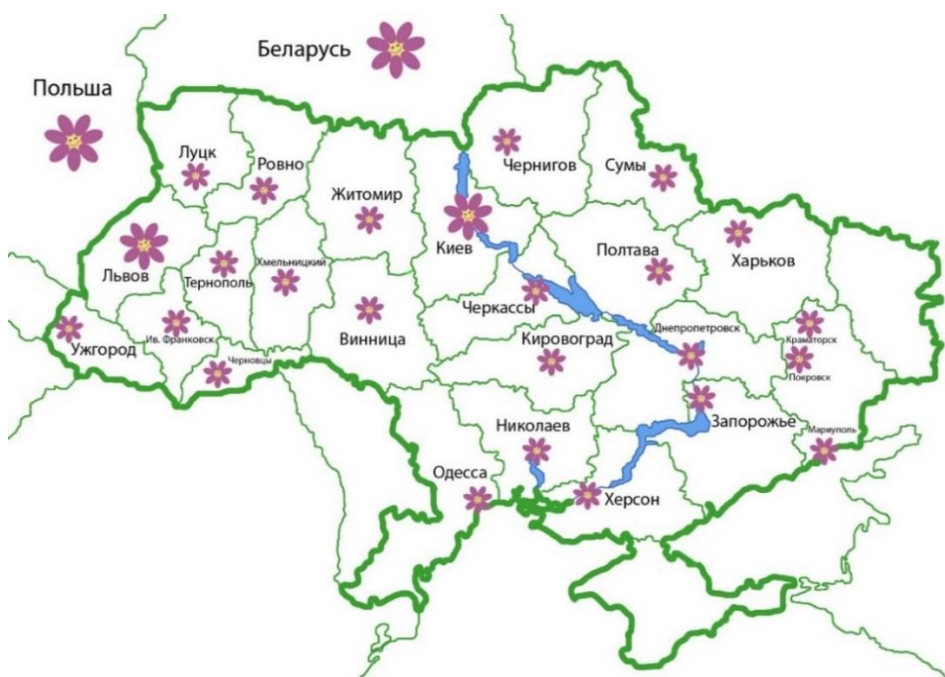 Беларусь
Польша
Луцк
Ровно
Чернигов
Сумы
Житомир
Киев
Полтава
Харьков
Львов
Тернополь
Хмельницкий
Черкассы
Ужгород
Ив. Франковск
Винница
Кировоград
Днепропетровск
Краматорск
Черновцы
Покровск
Николаев
Запорожье
Мариуполь
Одесса
Херсон